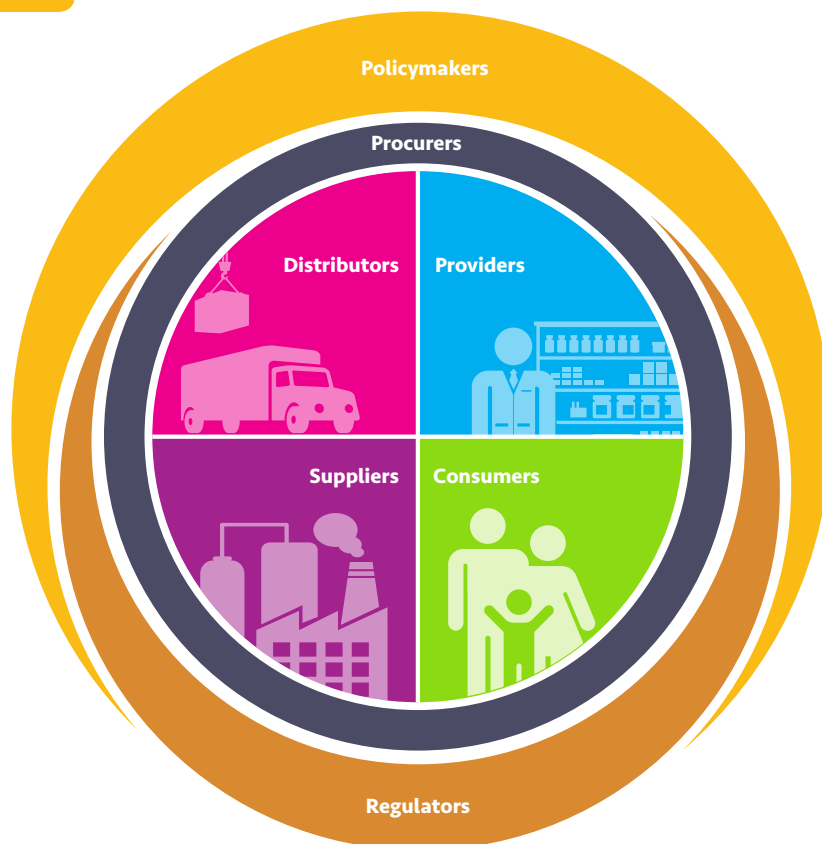 Policymakers
Procurers
Distributors
Providers
Suppliers
Consumers
Regulators